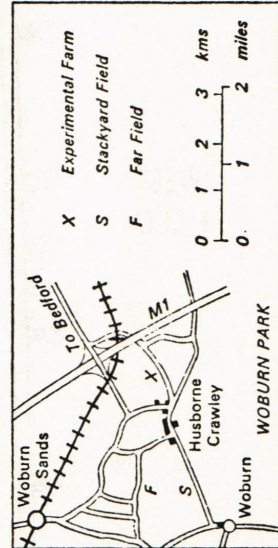 Woburn
Sands
To Bedford
M1
X
F
S
Husborne
Crawley
Woburn
WOBURN PARK
X Experimental Farm
S Stackyard Field
F Far Field
0 1 2 3 kms
0. 1 2 miles